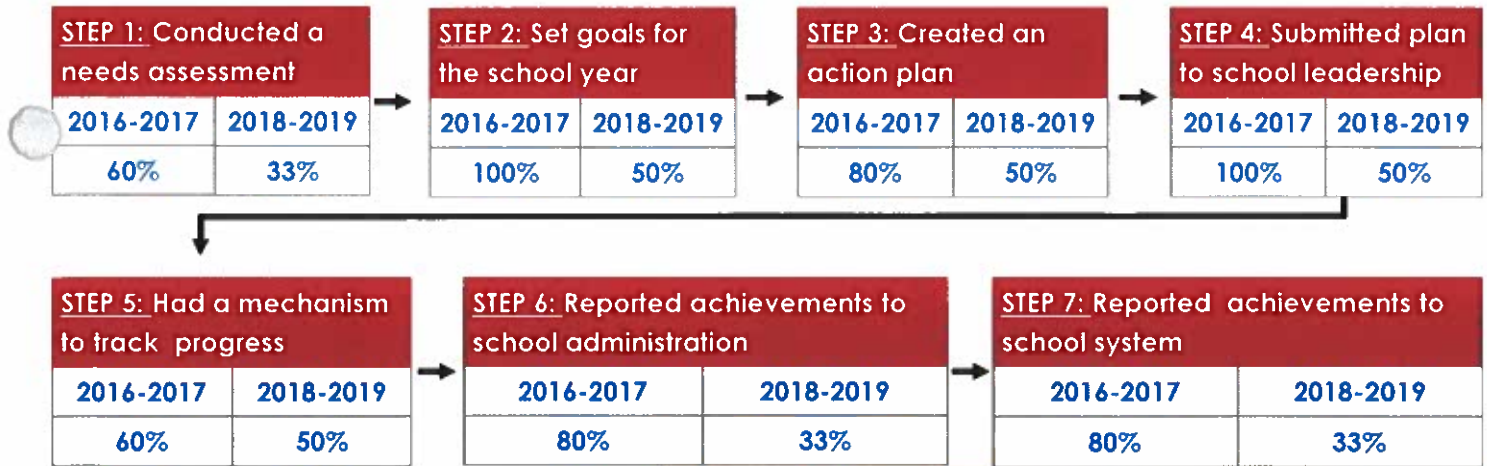 STEP 1: Conducted a
needs assessment
2016-2017 2018-2019
60% 33%
STEP 2: Set goals for
the school year
2016-2017 2018-2019
100% 50%
STEP 3: Created an
action plan
2016-2017 2018-2019
80% 50%
STEP 4: Submitted plan
to school leadership
2016-2017 2018-2019
100% 50%
STEP 5: Had a mechanism
to track progress
2016-2017 2018-2019
60% 50%
STEP 6: Reported achievements to
school administration
2016-2017 2018-2019
80% 33%
STEP 7: Reported achievements to
school system
2016-2017 2018-2019
80% 33%